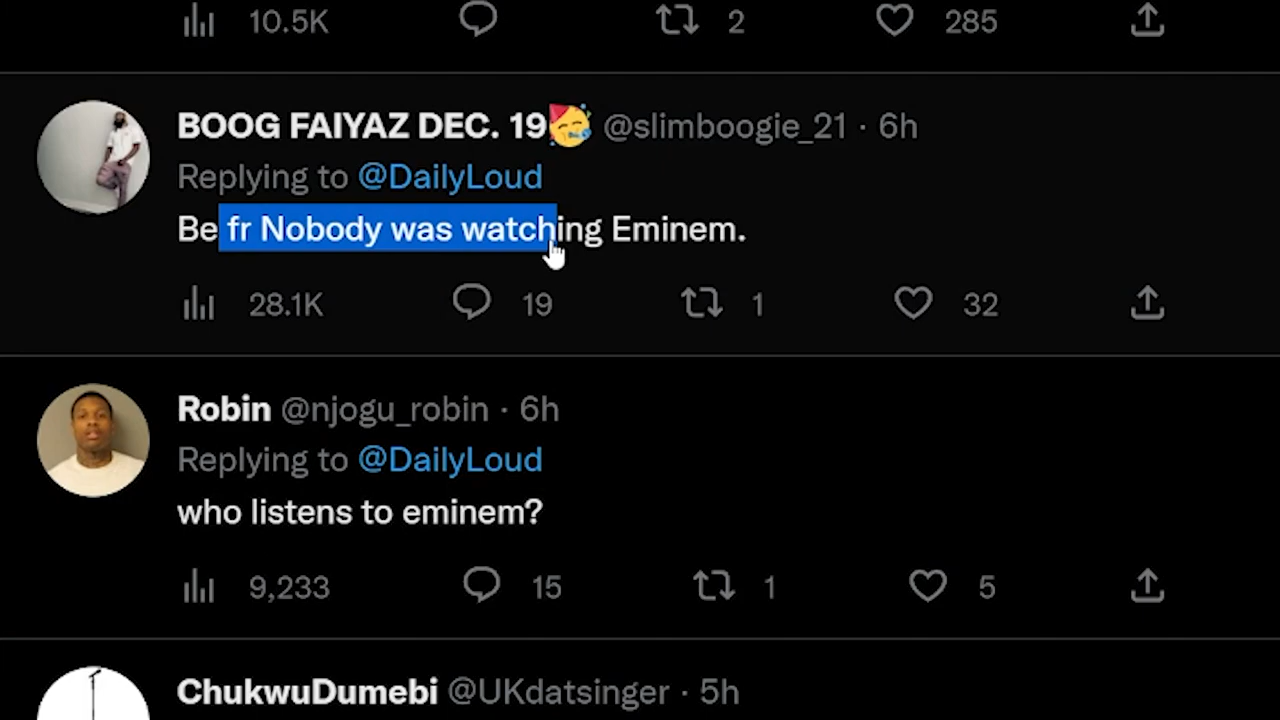 10.5K 2 285
BOOG FAIYAZ DEC. 19🥳 @slimboogie_21 · 6h
Replying to @DailyLoud
Be fr Nobody was watching Eminem.
28.1K 19 1 32
Robin @njogu_robin · 6h
Replying to @DailyLoud
who listens to eminem?
9,233 15 1 5
ChukwuDumebi @UKdatsinger · 5h